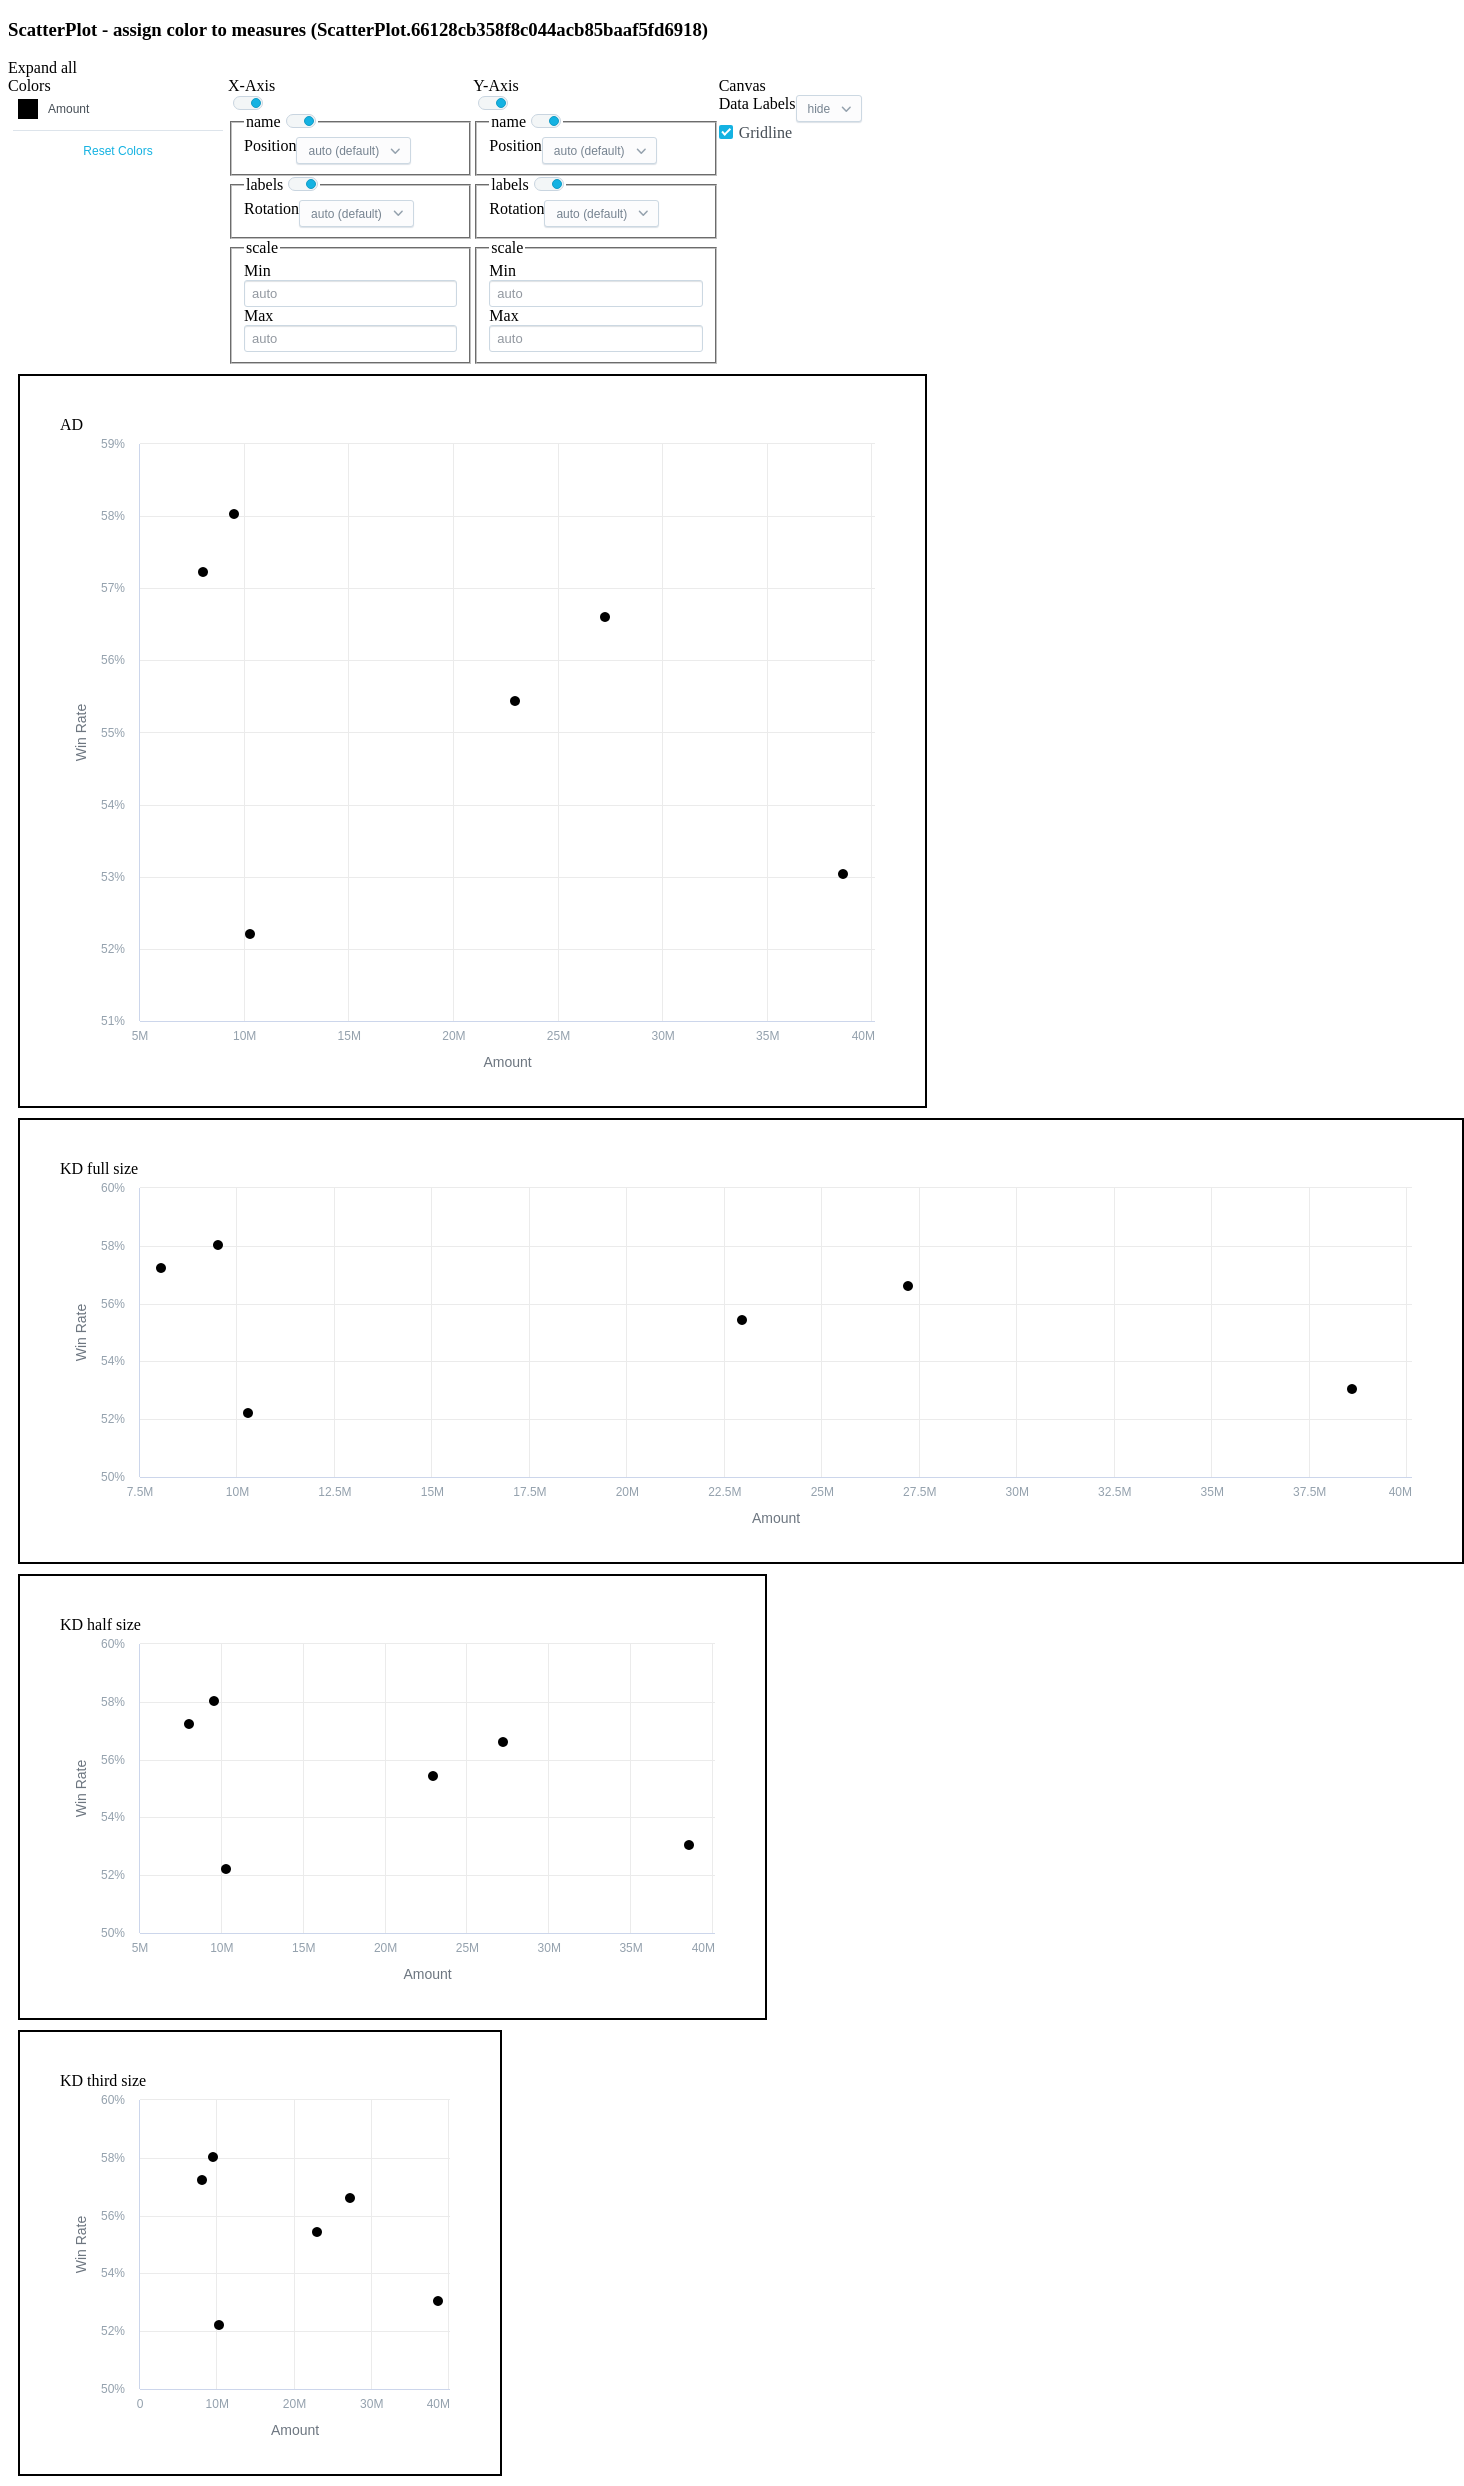 ScatterPlot - assign color to measures (ScatterPlot.66128cb358f8c044acb85baaf5fd6918)
Expand all
Colors
Amount
Reset Colors
X-Axis
name
Position auto (default)
labels
Rotation auto (default)
scale
Min
auto
Max
auto
Y-Axis
name
Position auto (default)
labels
Rotation auto (default)
scale
Min
auto
Max
auto
Canvas
Data Labels hide
Gridline
AD
59%
58%
57%
56%
55%
54%
53%
52%
51%
Win Rate
5M 10M 15M 20M 25M 30M 35M 40M
Amount
KD full size
60%
58%
56%
54%
52%
50%
Win Rate
7.5M 10M 12.5M 15M 17.5M 20M 22.5M 25M 27.5M 30M 32.5M 35M 37.5M 40M
Amount
KD half size
60%
58%
56%
54%
52%
50%
Win Rate
5M 10M 15M 20M 25M 30M 35M 40M
Amount
KD third size
60%
58%
56%
54%
52%
50%
Win Rate
0 10M 20M 30M 40M
Amount